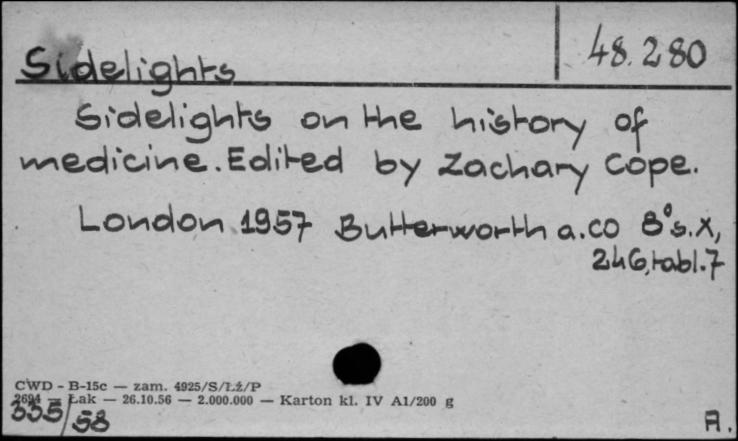 Sidelights
48.280
Sidelights on the history of
medicine. Edited by Zachary Cope.
London 1957 Butterworth a.co 8°s.X,
246,tabl.7
CWD - B-15c — zam. 4925/S/Łż/P
2694 — Łak — 26.10.56 — 2.000.000 — Karton kl. IV A1/200 g
335/58
A.